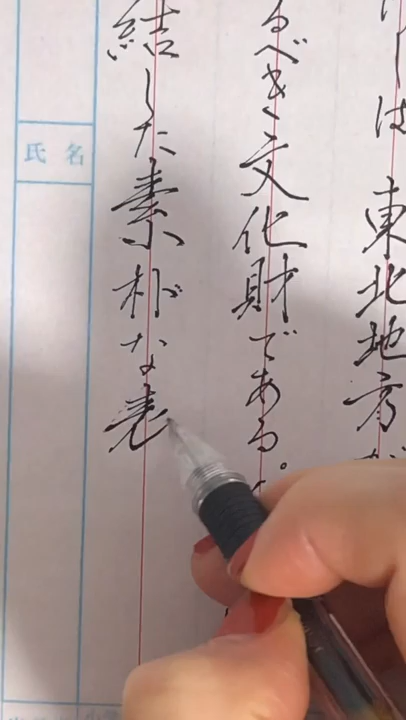 しは東北地方
るべき文化財である。
結した素朴な表
氏名